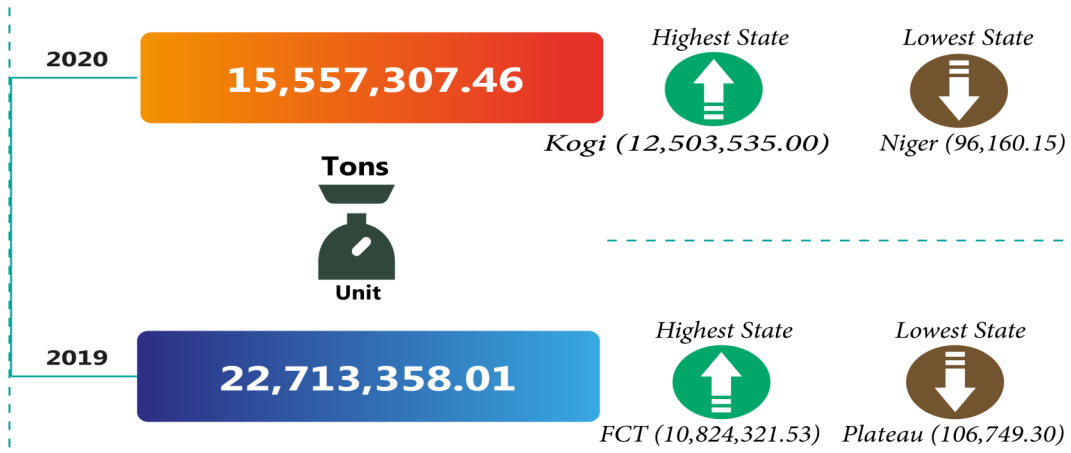 2020
15,557,307.46
Highest State
Kogi (12,503,535.00)
Lowest State
Niger (96,160.15)
Tons
Unit
2019
22,713,358.01
Highest State
FCT (10,824,321.53)
Lowest State
Plateau (106,749.30)